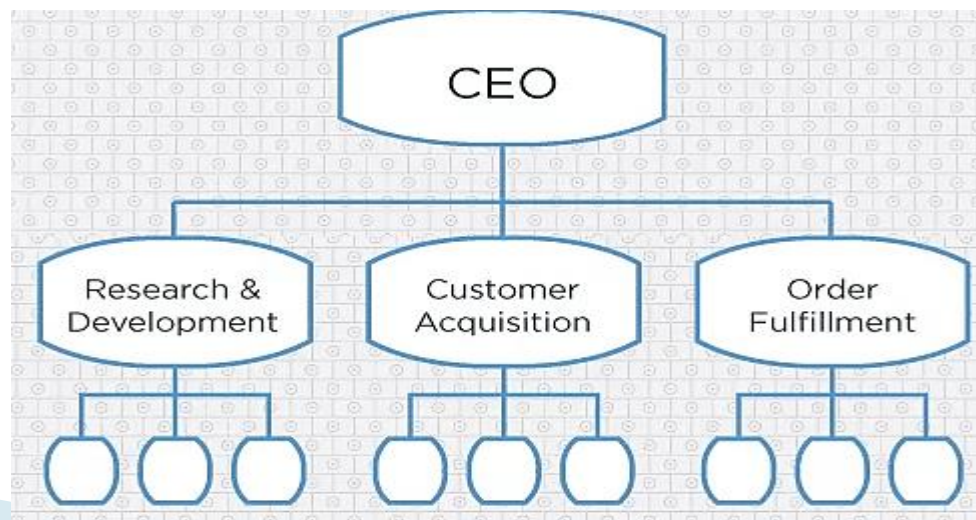 CEO
Research &
Development
Customer
Acquisition
Order
Fulfillment